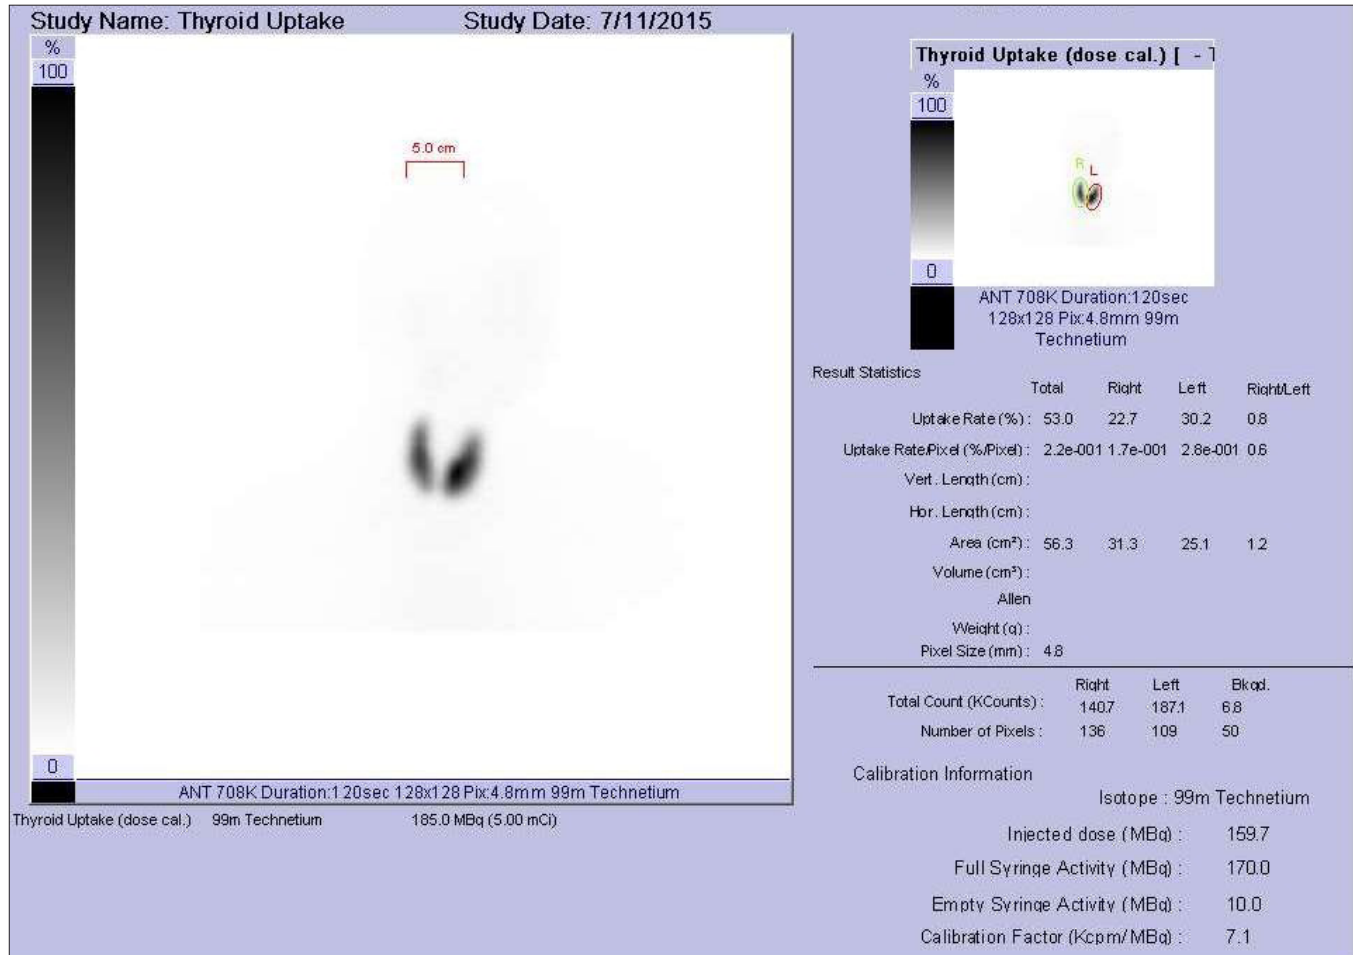 Study Name: Thyroid Uptake Study Date: 7/11/2015
%
100
5.0 cm
0
ANT 708K Duration:120sec 128x128 Pix:4.8mm 99m Technetium
Thyroid Uptake (dose cal.) 99m Technetium 185.0 MBq (5.00 mCi)
Thyroid Uptake (dose cal.) [ -
%
100
R L
0
ANT 708K Duration:120sec
128x128 Pix:4.8mm 99m
Technetium
Result Statistics
Total Right Left Right/Left
Uptake Rate (%) : 53.0 22.7 30.2 0.8
Uptake Rate/Pixel (%/Pixel) : 2.2e-001 1.7e-001 2.8e-001 0.6
Vert. Length (cm) :
Hor. Length (cm) :
Area (cm²) : 56.3 31.3 25.1 1.2
Volume (cm³) :
Allen
Weight (g) :
Pixel Size (mm) : 4.8
Right Left Bkgd.
Total Count (KCounts) : 140.7 187.1 6.8
Number of Pixels : 136 109 50
Calibration Information
Isotope : 99m Technetium
Injected dose (MBq) : 159.7
Full Syringe Activity (MBq) : 170.0
Empty Syringe Activity (MBq) : 10.0
Calibration Factor (Kcpm/MBq) : 7.1